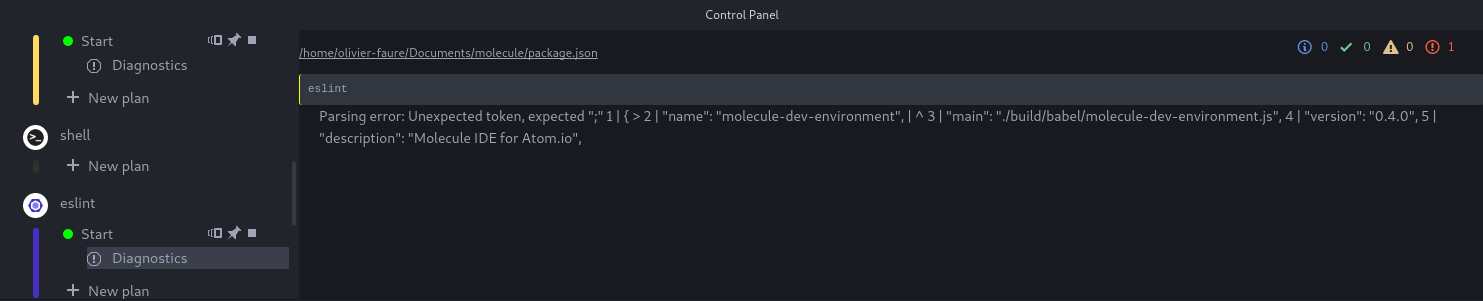 Control Panel
Start
Diagnostics
New plan
shell
New plan
eslint
Start
Diagnostics
New plan
/home/olivier-faure/Documents/molecule/package.json
0 0 0 1
eslint
Parsing error: Unexpected token, expected ";" 1 | { > 2 | "name": "molecule-dev-environment", | ^ 3 | "main": "./build/babel/molecule-dev-environment.js", 4 | "version": "0.4.0", 5 |
"description": "Molecule IDE for Atom.io",